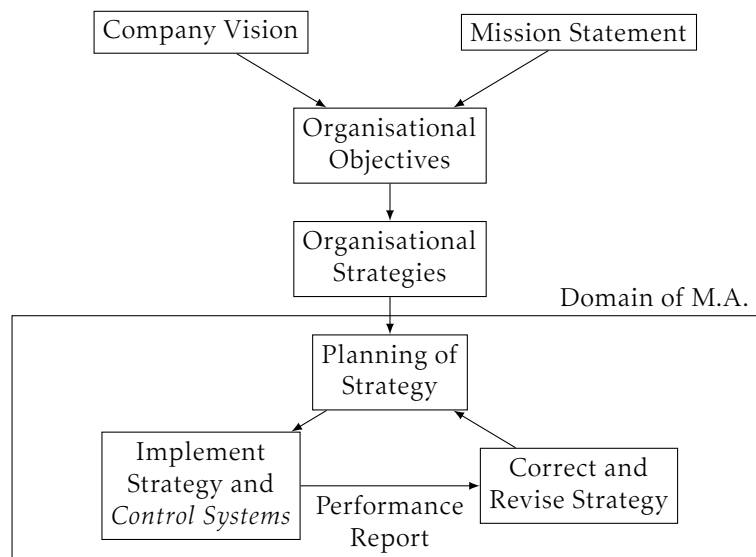 Company Vision
Mission Statement
Organisational
Objectives
Organisational
Strategies
Domain of M.A.
Planning of
Strategy
Implement
Strategy and
Control Systems
Performance
Report
Correct and
Revise Strategy